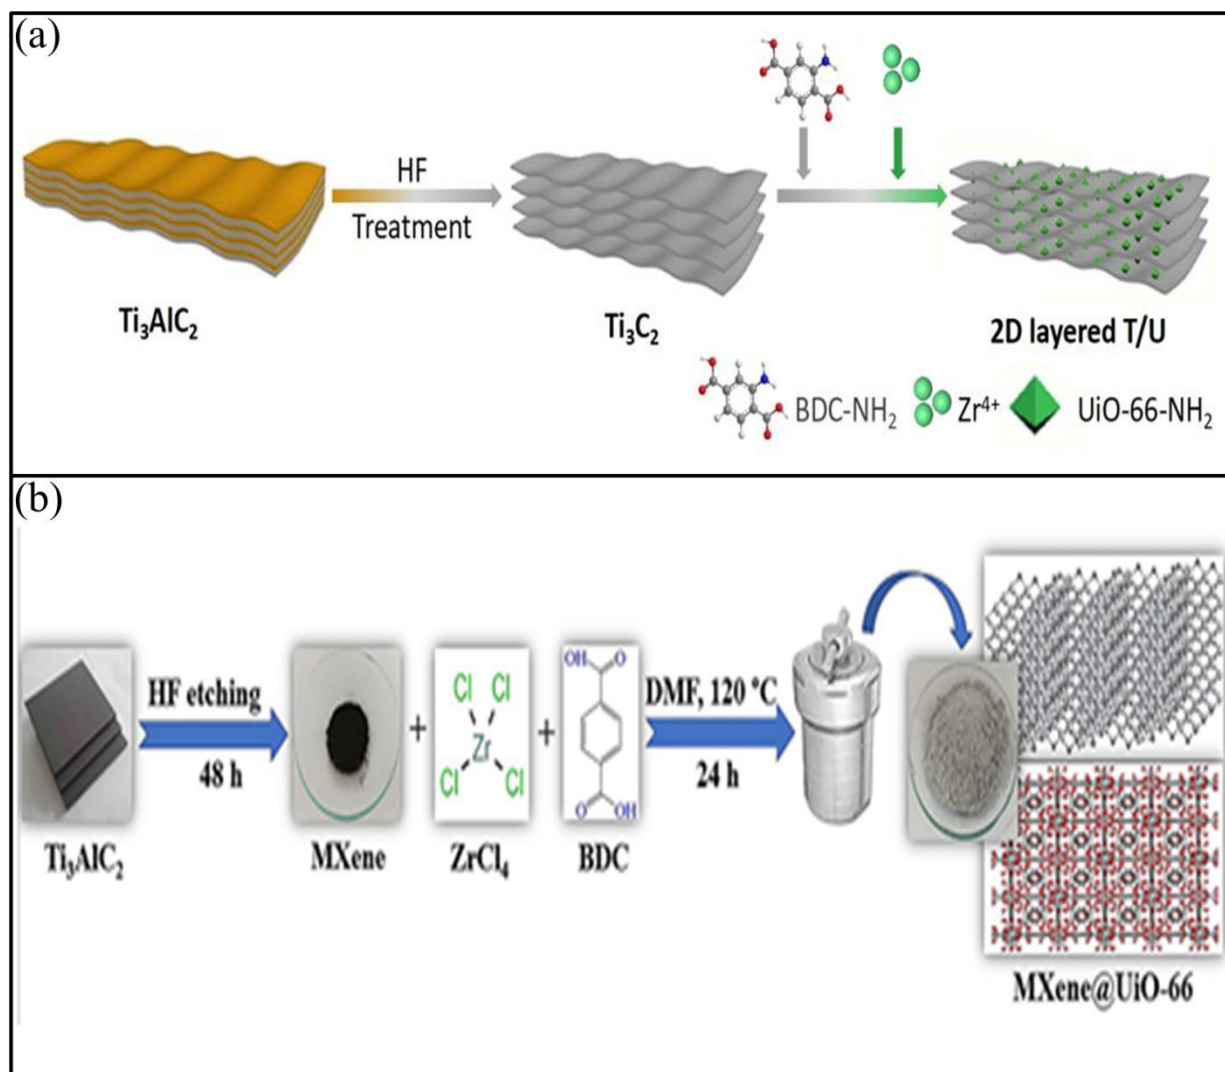 (a)
HF
Treatment
Ti₃AlC₂
Ti₃C₂
2D layered T/U
BDC-NH₂
Zr⁴⁺
UiO-66-NH₂
(b)
HF etching
48 h
Ti₃AlC₂
MXene
+
Cl Cl
Zr
Cl Cl
ZrCl₄
+
OH O
O OH
BDC
DMF, 120 °C
24 h
MXene@UiO-66